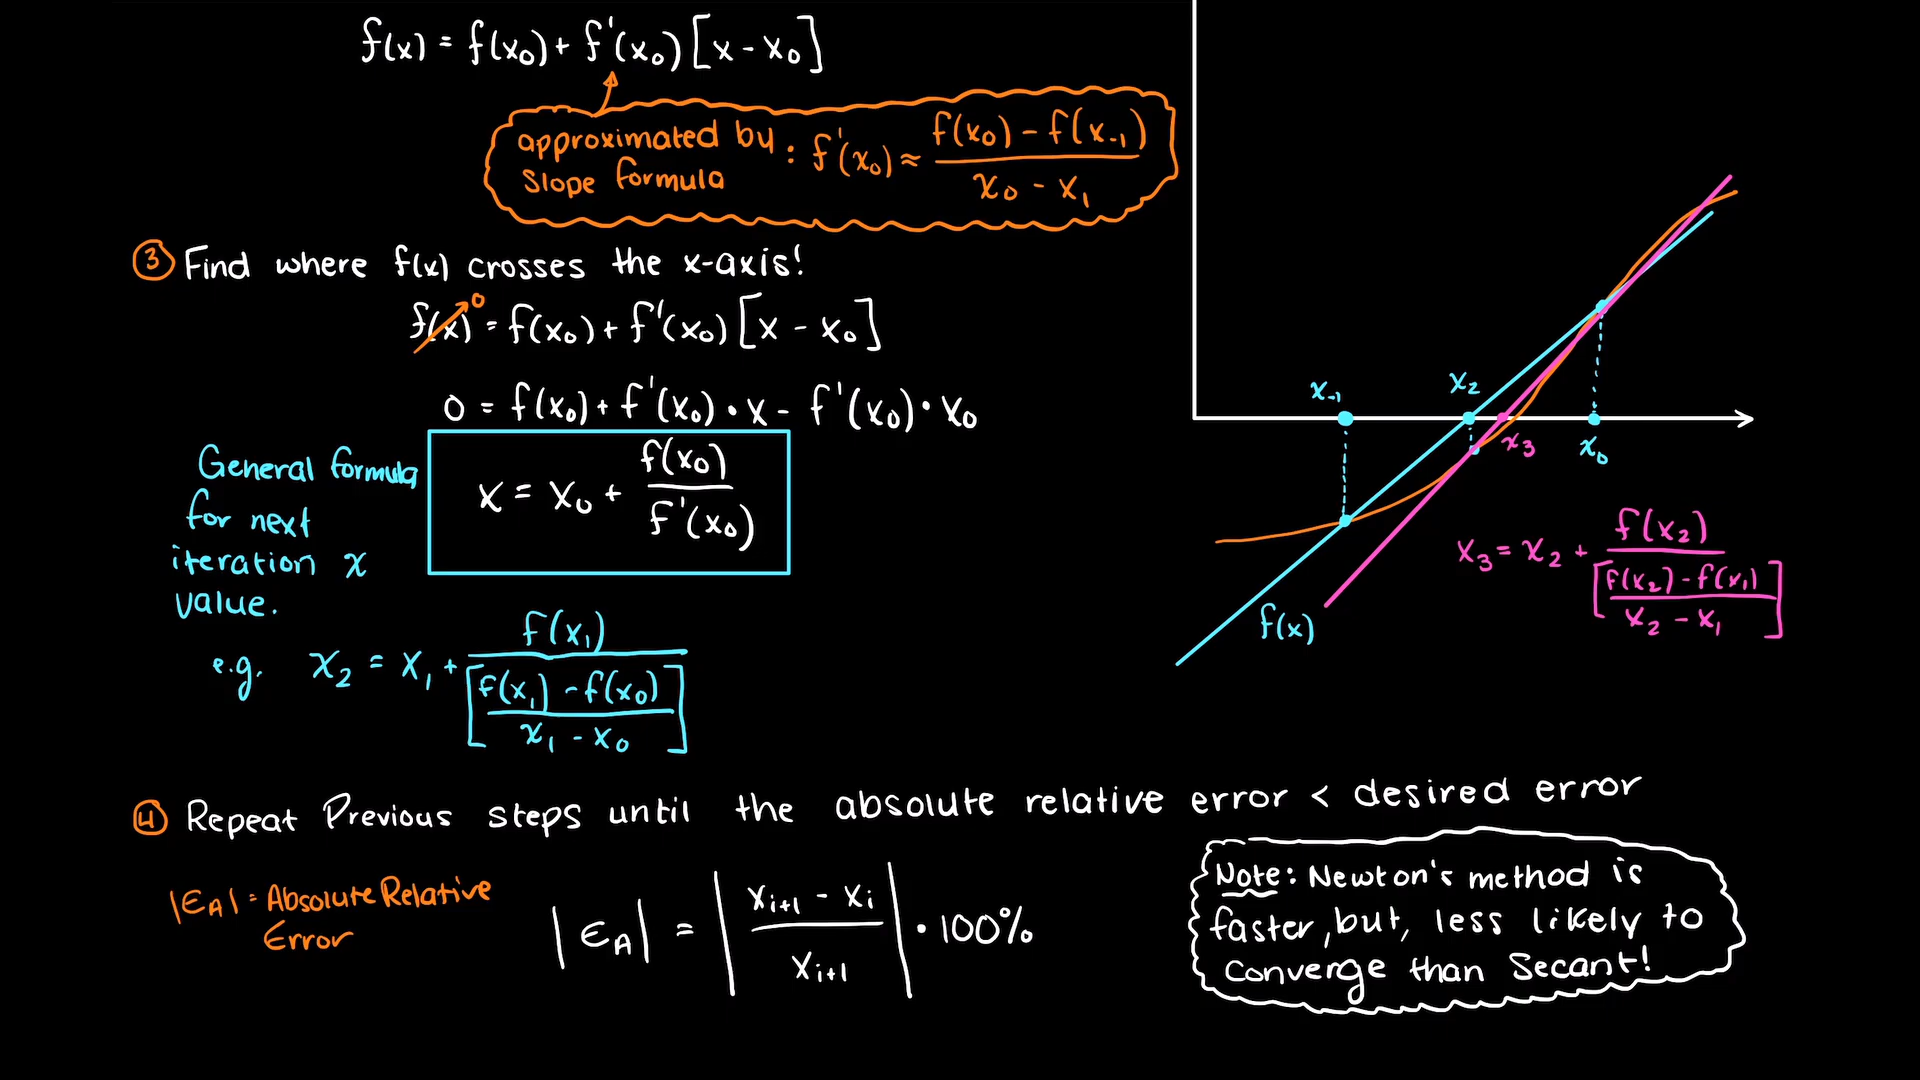 f(x) = f(x₀) + f'(x₀) [x - x₀]
approximated by slope formula : f'(x₀) ≈ (f(x₀) - f(x₋₁)) / (x₀ - x₁)
③ Find where f(x) crosses the x-axis!
f(x)⁰ = f(x₀) + f'(x₀) [x - x₀]
0 = f(x₀) + f'(x₀) · x - f'(x₀) · x₀
General formula
for next
iteration x
value.
x = x₀ + f(x₀) / f'(x₀)
e.g. x₂ = x₁ + f(x₁) / [(f(x₁) - f(x₀)) / (x₁ - x₀)]
x₋₁
x₂
x₃
x₀
f(x)
x₃ = x₂ + f(x₂) / [(f(x₂) - f(x₁)) / (x₂ - x₁)]
④ Repeat Previous steps until the absolute relative error < desired error
|ϵA| = Absolute Relative
Error
|ϵA| = |(xᵢ₊₁ - xᵢ) / xᵢ₊₁| · 100%
Note: Newton's method is
faster, but, less likely to
converge than Secant!